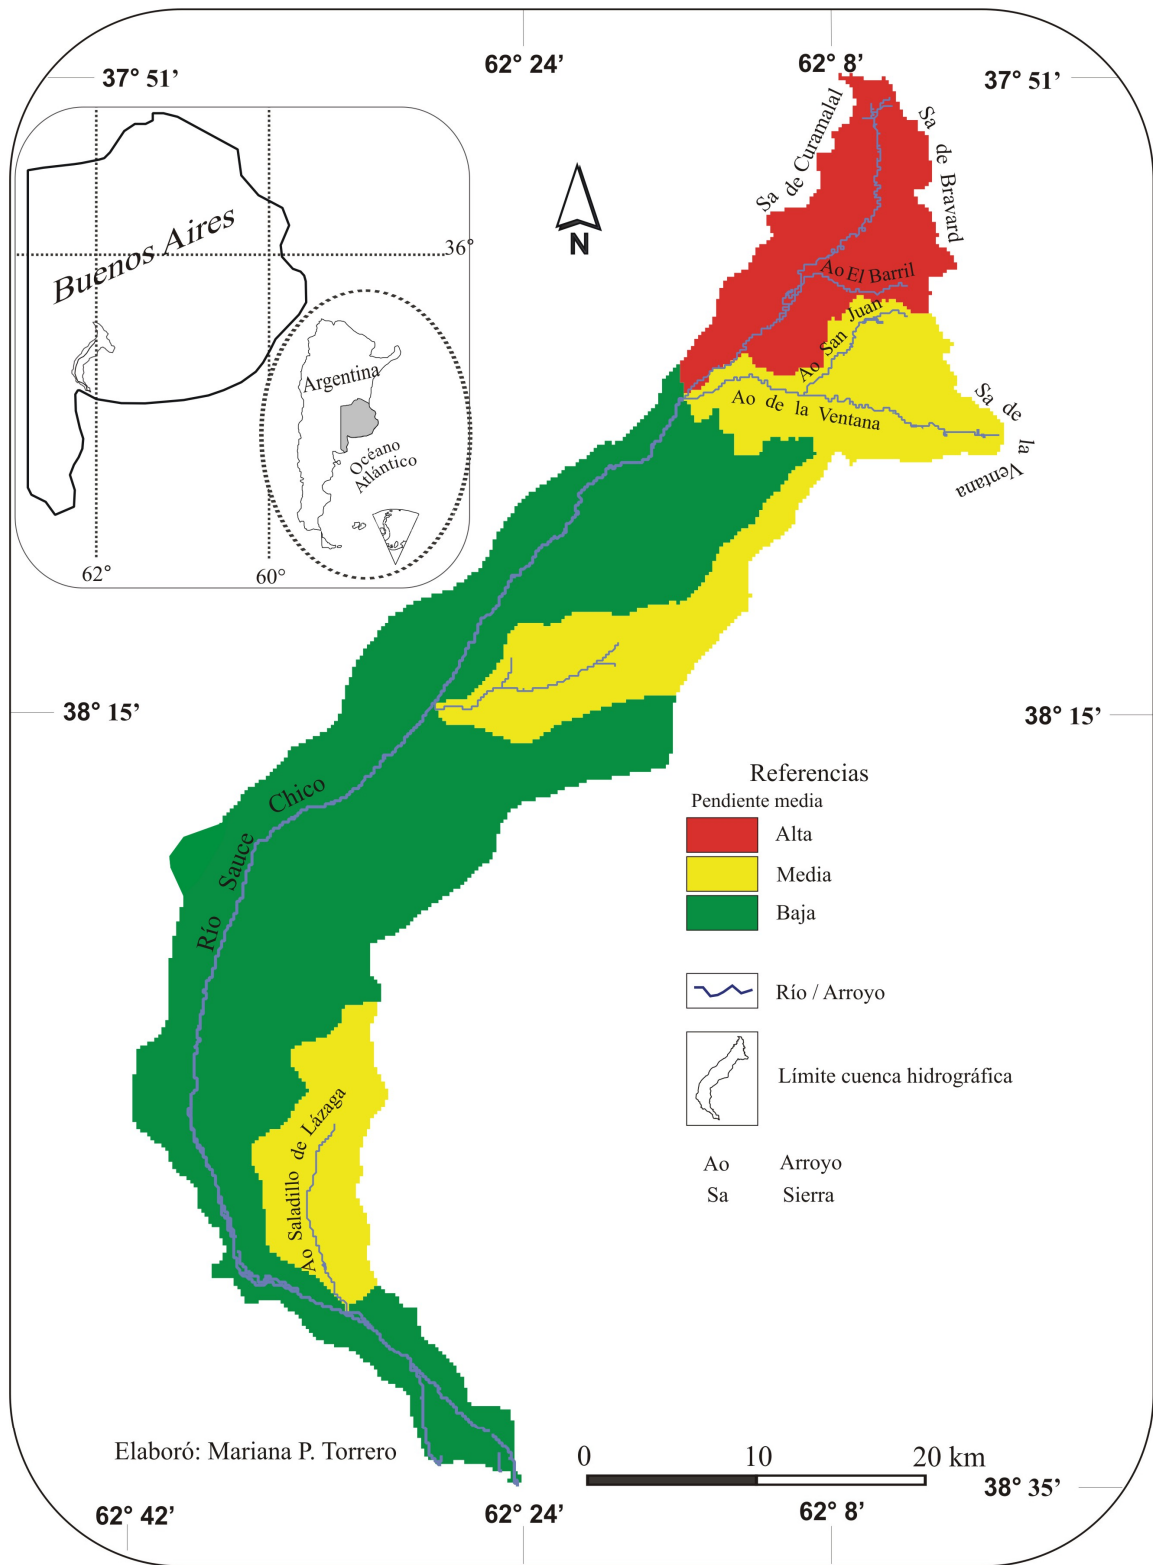 62° 24’
62° 8’
37° 51’
37° 51’
Sa de Curamalal
Sa de Bravard
Buenos Aires
36°
N
Ao El Barril
Ao San Juan
Argentina
Ao de la Ventana
Sa de la Ventana
Océano
Atlántico
62°
60°
38° 15’
38° 15’
Referencias
Pendiente media
Alta
Media
Baja
Río Sauce Chico
Río / Arroyo
Límite cuenca hidrográfica
Ao Saladillo de Lázaga
Ao Arroyo
Sa Sierra
Elaboró: Mariana P. Torrero
0 10 20 km
38° 35’
62° 42’
62° 24’
62° 8’